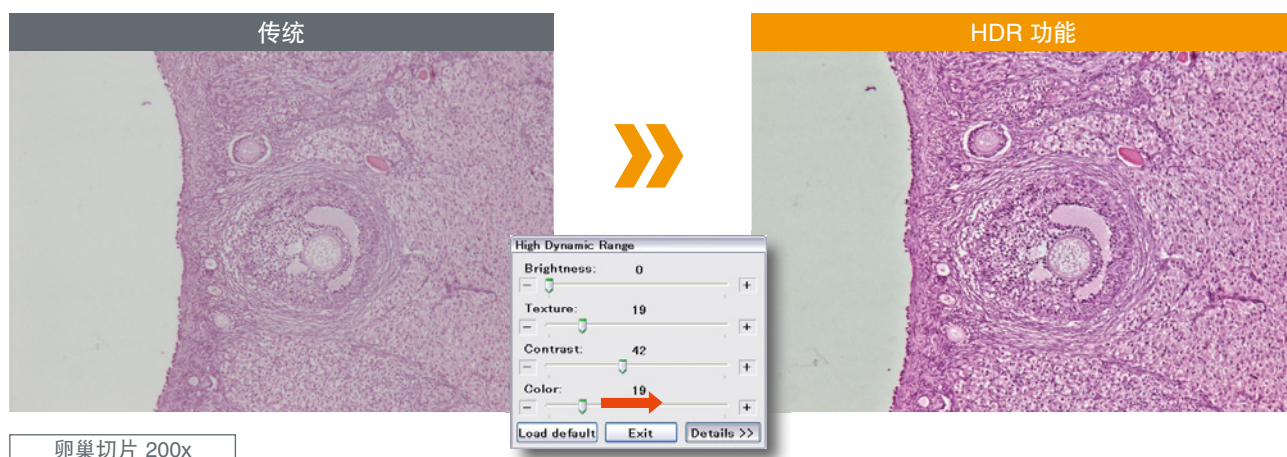 传统
HDR 功能
High Dynamic Range
Brightness: 0
Texture: 19
Contrast: 42
Color: 19
Load default Exit Details >>
卵巢切片 200x